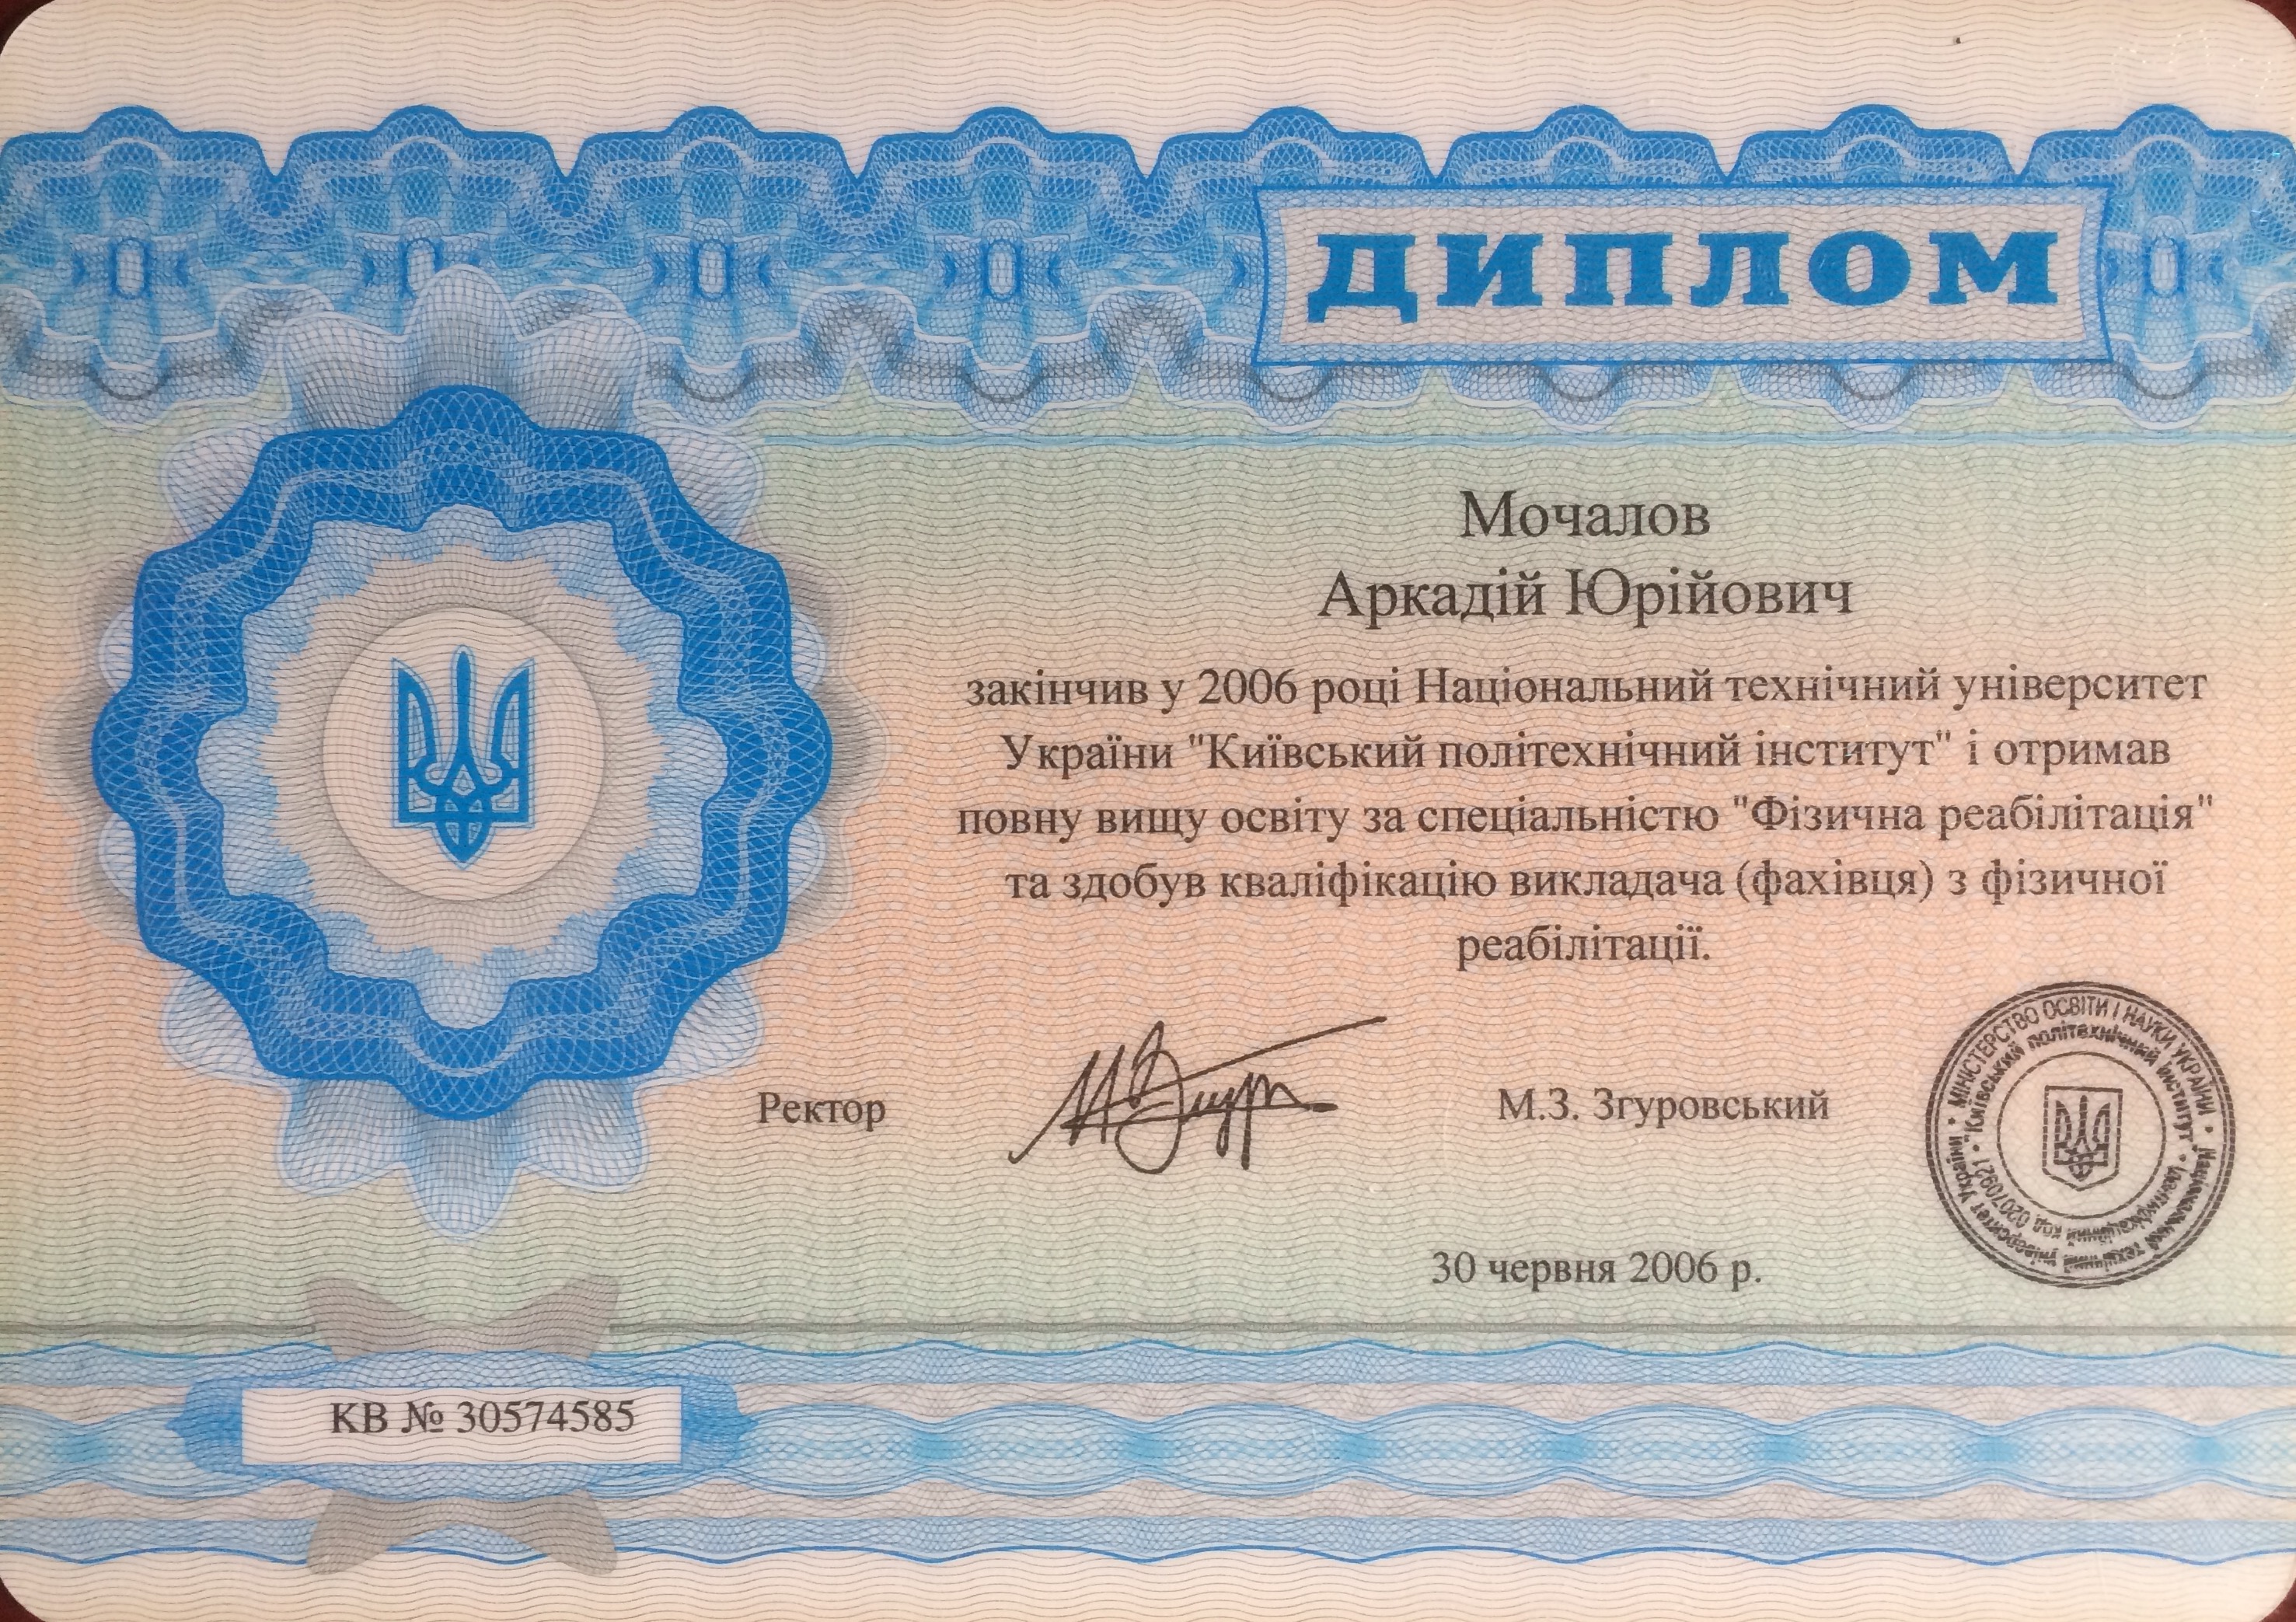 ДИПЛОМ
Мочалов
Аркадій Юрійович
закінчив у 2006 році Національний технічний університет
України "Київський політехнічний інститут" і отримав
повну вищу освіту за спеціальністю "Фізична реабілітація"
та здобув кваліфікацію викладача (фахівця) з фізичної
реабілітації.
Ректор
М.З. Згуровський
МІНІСТЕРСТВО ОСВІТИ І НАУКИ УКРАЇНИ • Національний технічний університет України •
"Київський політехнічний інститут" • Ідентифікаційний код 02070921 •
30 червня 2006 р.
КВ № 30574585